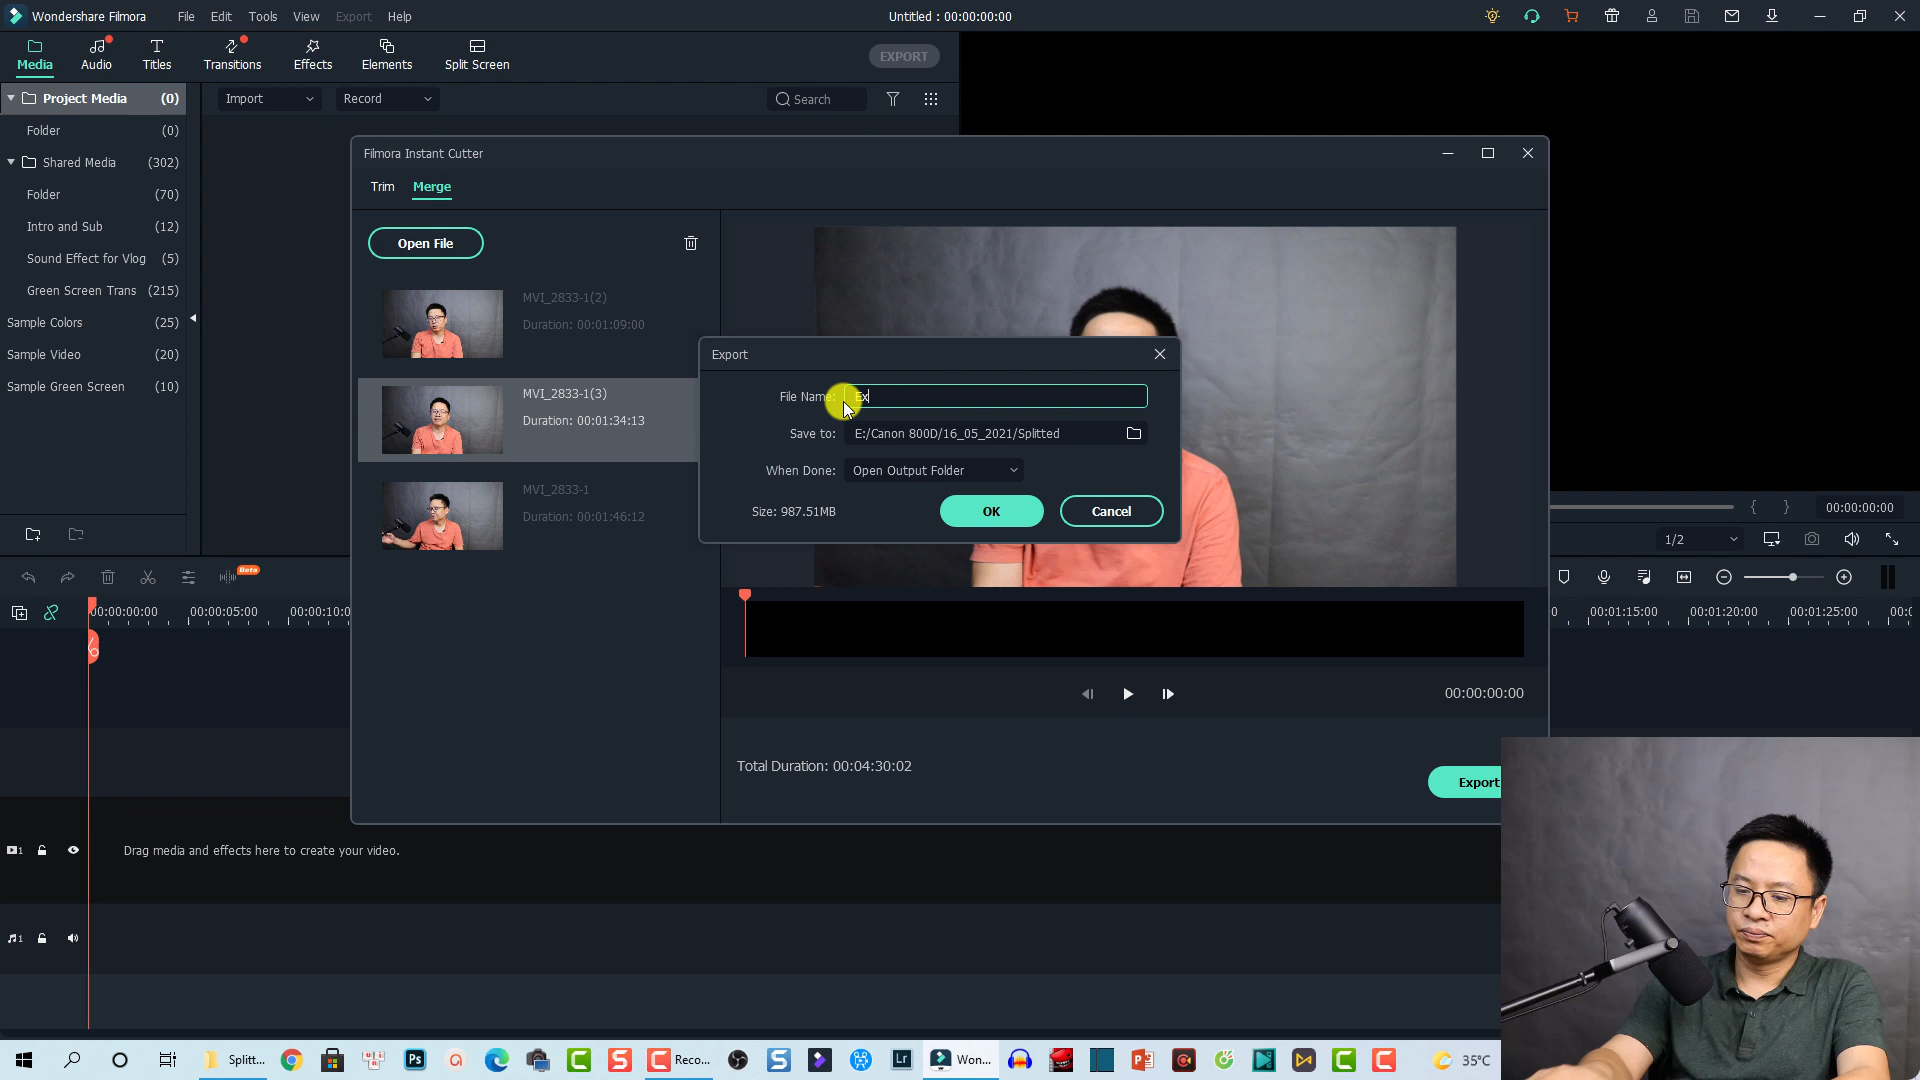 Wondershare Filmora File Edit Tools View Export Help Untitled : 00:00:00:00
Media Audio Titles Transitions Effects Elements Split Screen EXPORT
Project Media (0) Import Record Search
Folder (0)
Shared Media (302)
Folder (70)
Intro and Sub (12)
Sound Effect for Vlog (5)
Green Screen Trans (215)
Sample Colors (25)
Sample Video (20)
Sample Green Screen (10)
Filmora Instant Cutter
Trim Merge
Open File
MVI_2833-1(2)
Duration: 00:01:09:00
MVI_2833-1(3)
Duration: 00:01:34:13
MVI_2833-1
Duration: 00:01:46:12
Export
File Name: Ex
Save to: E:/Canon 800D/16_05_2021/Splitted
When Done: Open Output Folder
Size: 987.51MB OK Cancel
00:00:00:00
Total Duration: 00:04:30:02
Export
{ } 00:00:00:00
1/2
Beta
00:00:00:00 00:00:05:00 00:00:10:0 0 00:01:15:00 00:01:20:00 00:01:25:00 00:0
1 Drag media and effects here to create your video.
1
Splitt... Ps Reco... Lr Won... 35°C